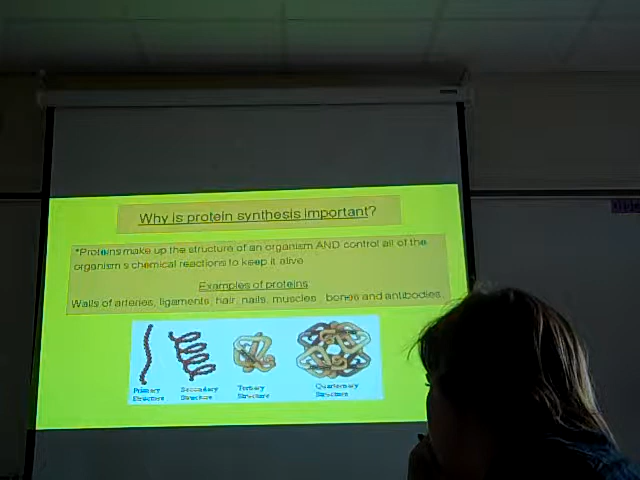 Why is protein synthesis important?
*Proteins make up the structure of an organism AND control all of the
organism s chemical reactions to keep it alive
Examples of proteins
Walls of arteries, ligaments, hair, nails, muscles, bones and antibodies.
Primary Structure
Secondary Structure
Tertiary Structure
Quarternary Structure